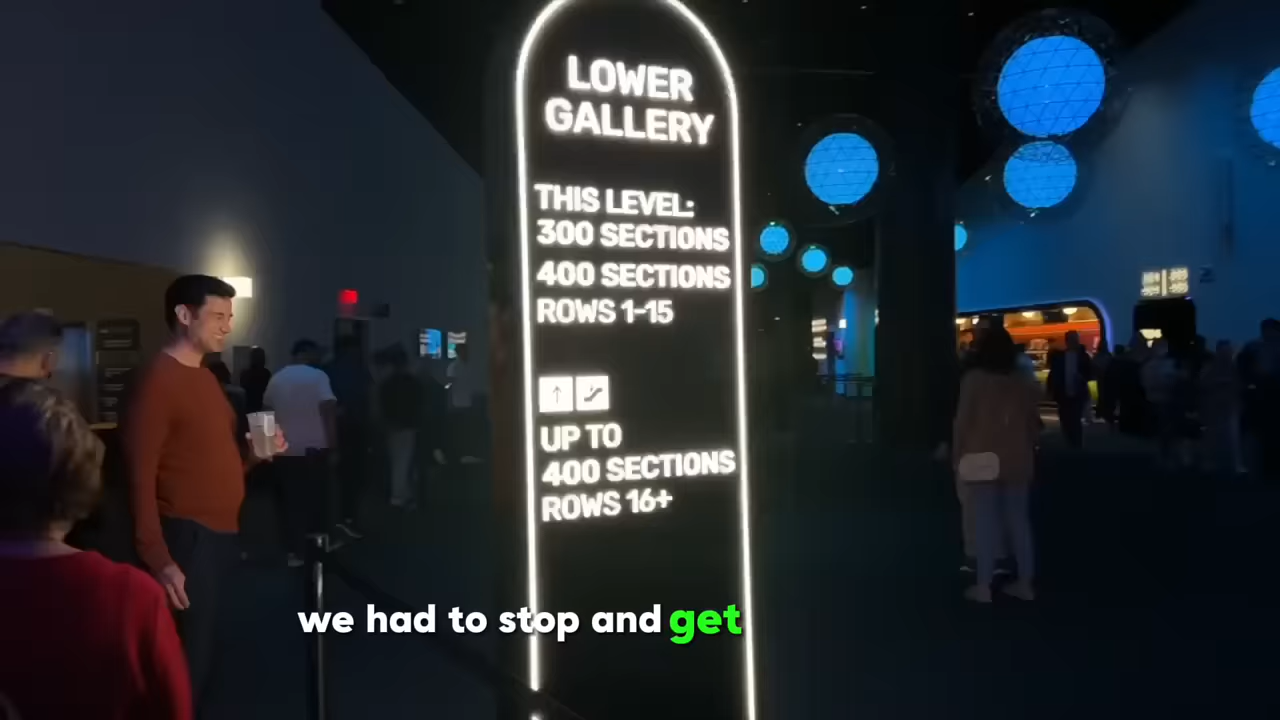 LOWER
GALLERY
THIS LEVEL:
300 SECTIONS
400 SECTIONS
ROWS 1-15
UP TO
400 SECTIONS
ROWS 16+
we had to stop and get